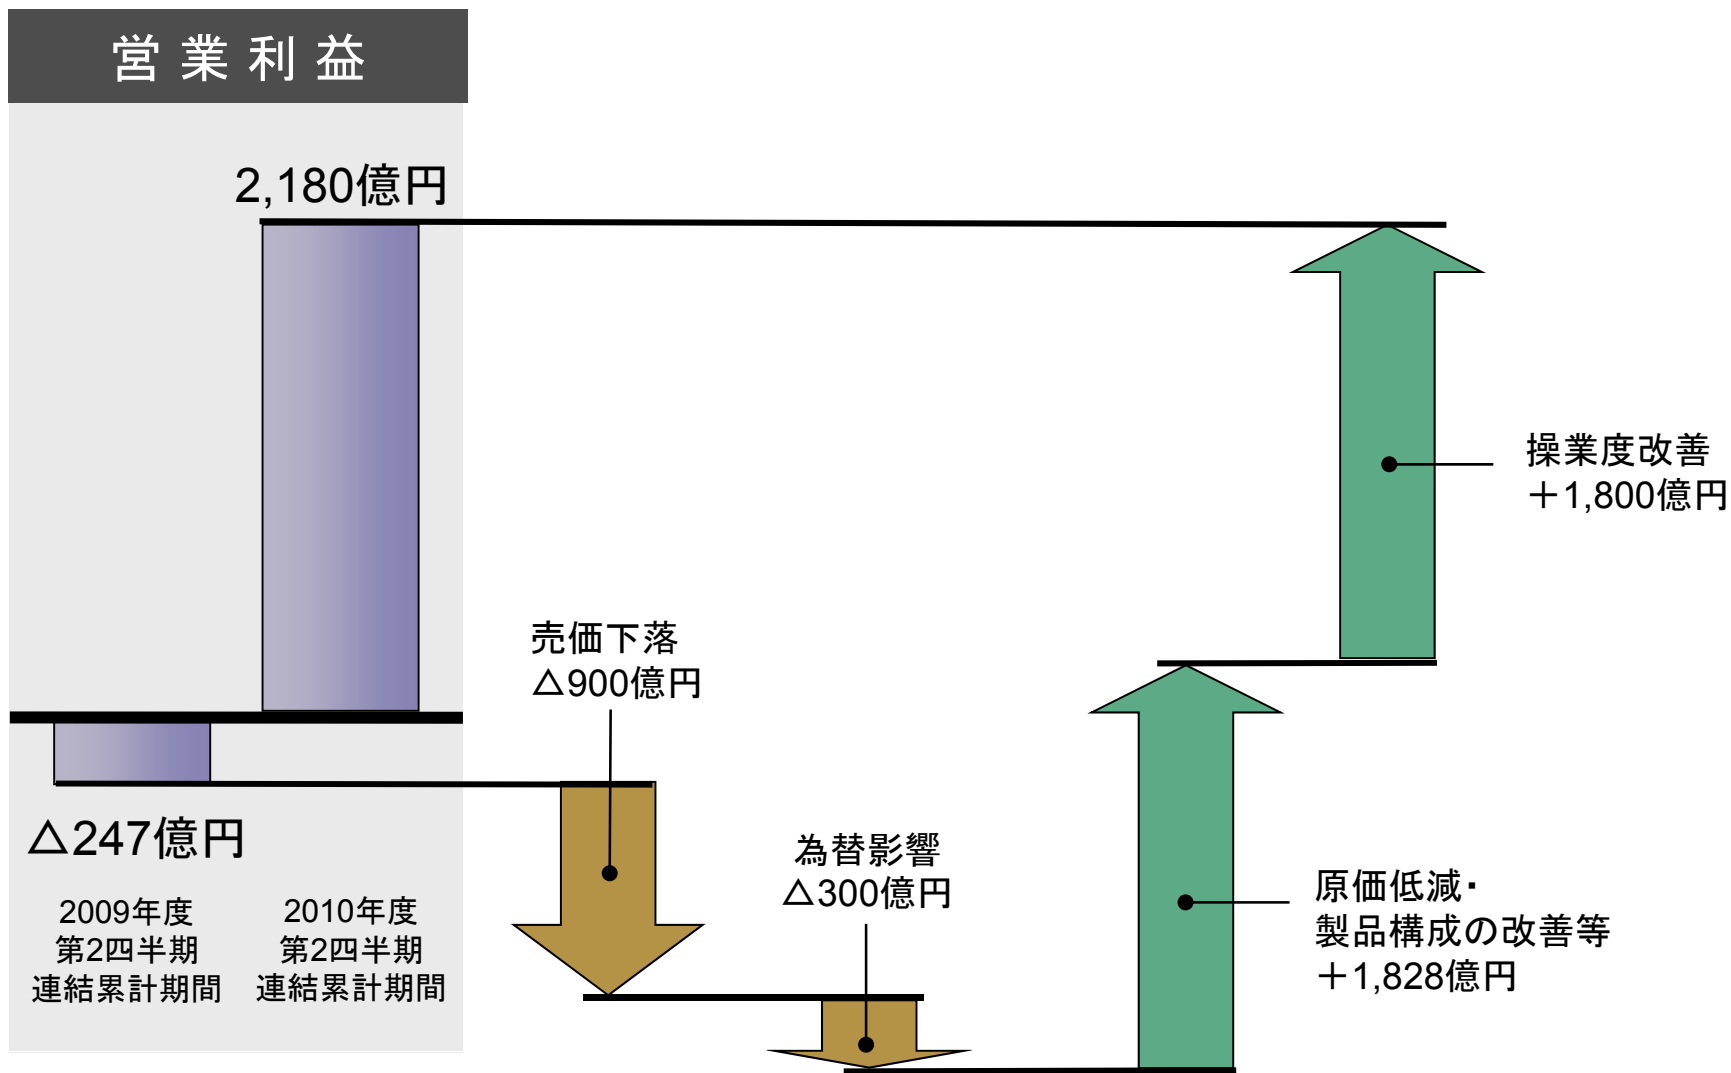 営業利益
2,180億円
△247億円
2009年度
第2四半期
連結累計期間
2010年度
第2四半期
連結累計期間
売価下落
△900億円
為替影響
△300億円
原価低減・
製品構成の改善等
＋1,828億円
操業度改善
＋1,800億円